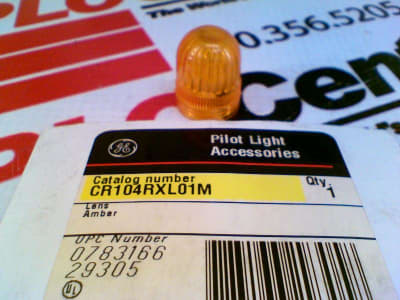 0.356.5205
Cent
GE
Pilot Light
Accessories
Catalog number
Qty.
CR104RXL01M
1
Lens
Amber
UPC Number
0783166
29305
UL